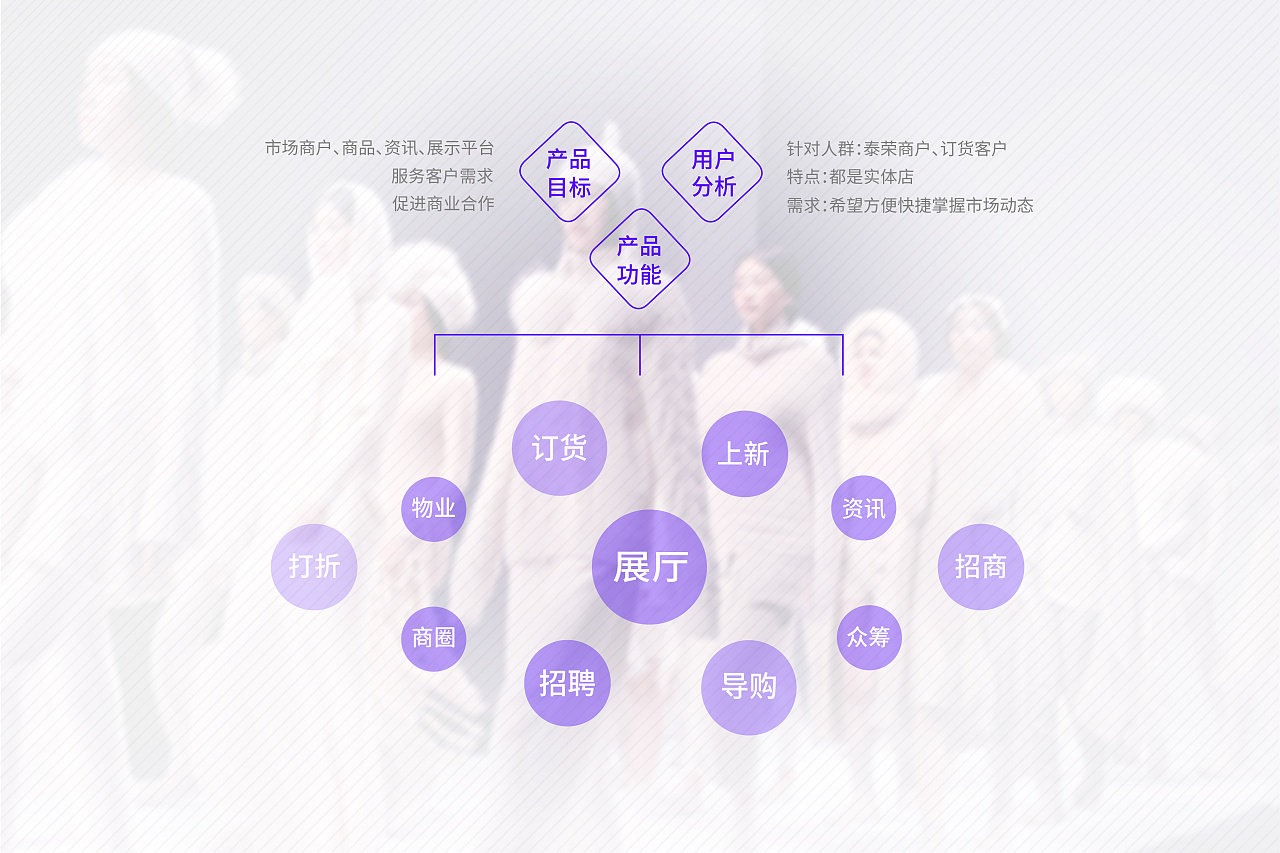 市场商户、商品、资讯、展示平台
服务客户需求
促进商业合作
产品
目标
用户
分析
针对人群：泰荣商户、订货客户
特点：都是实体店
需求：希望方便快捷掌握市场动态
产品
功能
订货
上新
物业
资讯
打折
展厅
招商
商圈
众筹
招聘
导购